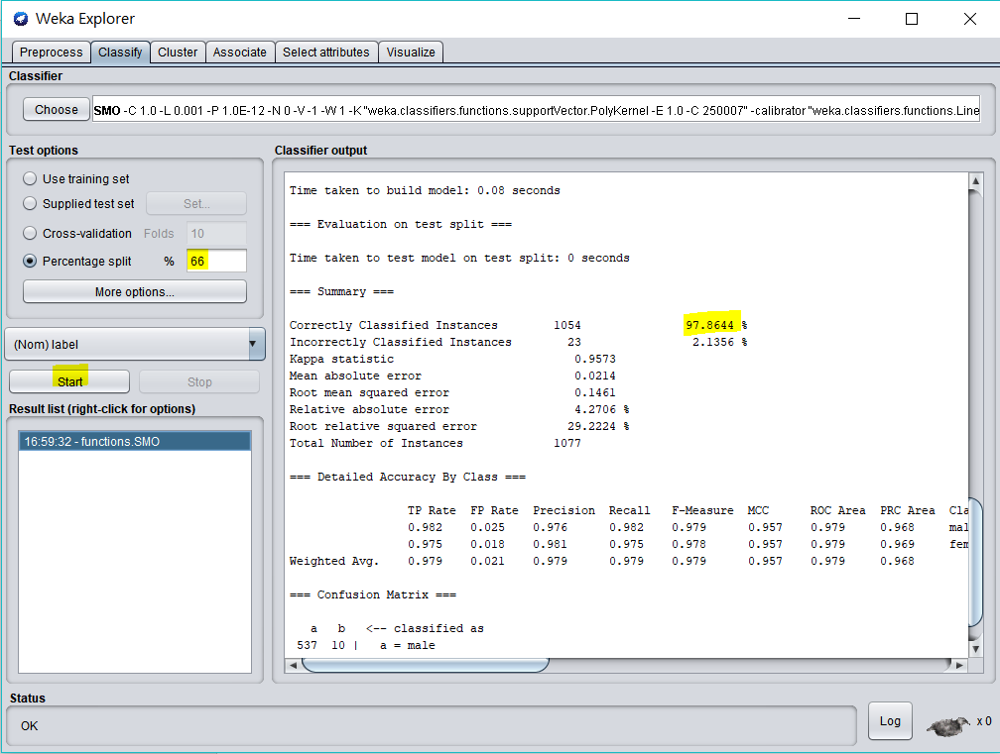 Weka Explorer
Preprocess Classify Cluster Associate Select attributes Visualize
Classifier
Choose SMO -C 1.0 -L 0.001 -P 1.0E-12 -N 0 -V -1 -W 1 -K "weka.classifiers.functions.supportVector.PolyKernel -E 1.0 -C 250007" -calibrator "weka.classifiers.functions.Line
Test options
Use training set
Supplied test set Set...
Cross-validation Folds 10
Percentage split % 66
More options...
(Nom) label
Start Stop
Result list (right-click for options)
16:59:32 - functions.SMO
Classifier output
Time taken to build model: 0.08 seconds
=== Evaluation on test split ===
Time taken to test model on test split: 0 seconds
=== Summary ===
Correctly Classified Instances 1054 97.8644 %
Incorrectly Classified Instances 23 2.1356 %
Kappa statistic 0.9573
Mean absolute error 0.0214
Root mean squared error 0.1461
Relative absolute error 4.2706 %
Root relative squared error 29.2224 %
Total Number of Instances 1077
=== Detailed Accuracy By Class ===
TP Rate FP Rate Precision Recall F-Measure MCC ROC Area PRC Area Cla
0.982 0.025 0.976 0.982 0.979 0.957 0.979 0.968 mal
0.975 0.018 0.981 0.975 0.978 0.957 0.979 0.969 fem
Weighted Avg. 0.979 0.021 0.979 0.979 0.979 0.957 0.979 0.968
=== Confusion Matrix ===
a b <-- classified as
537 10 | a = male
Status
OK
Log x 0